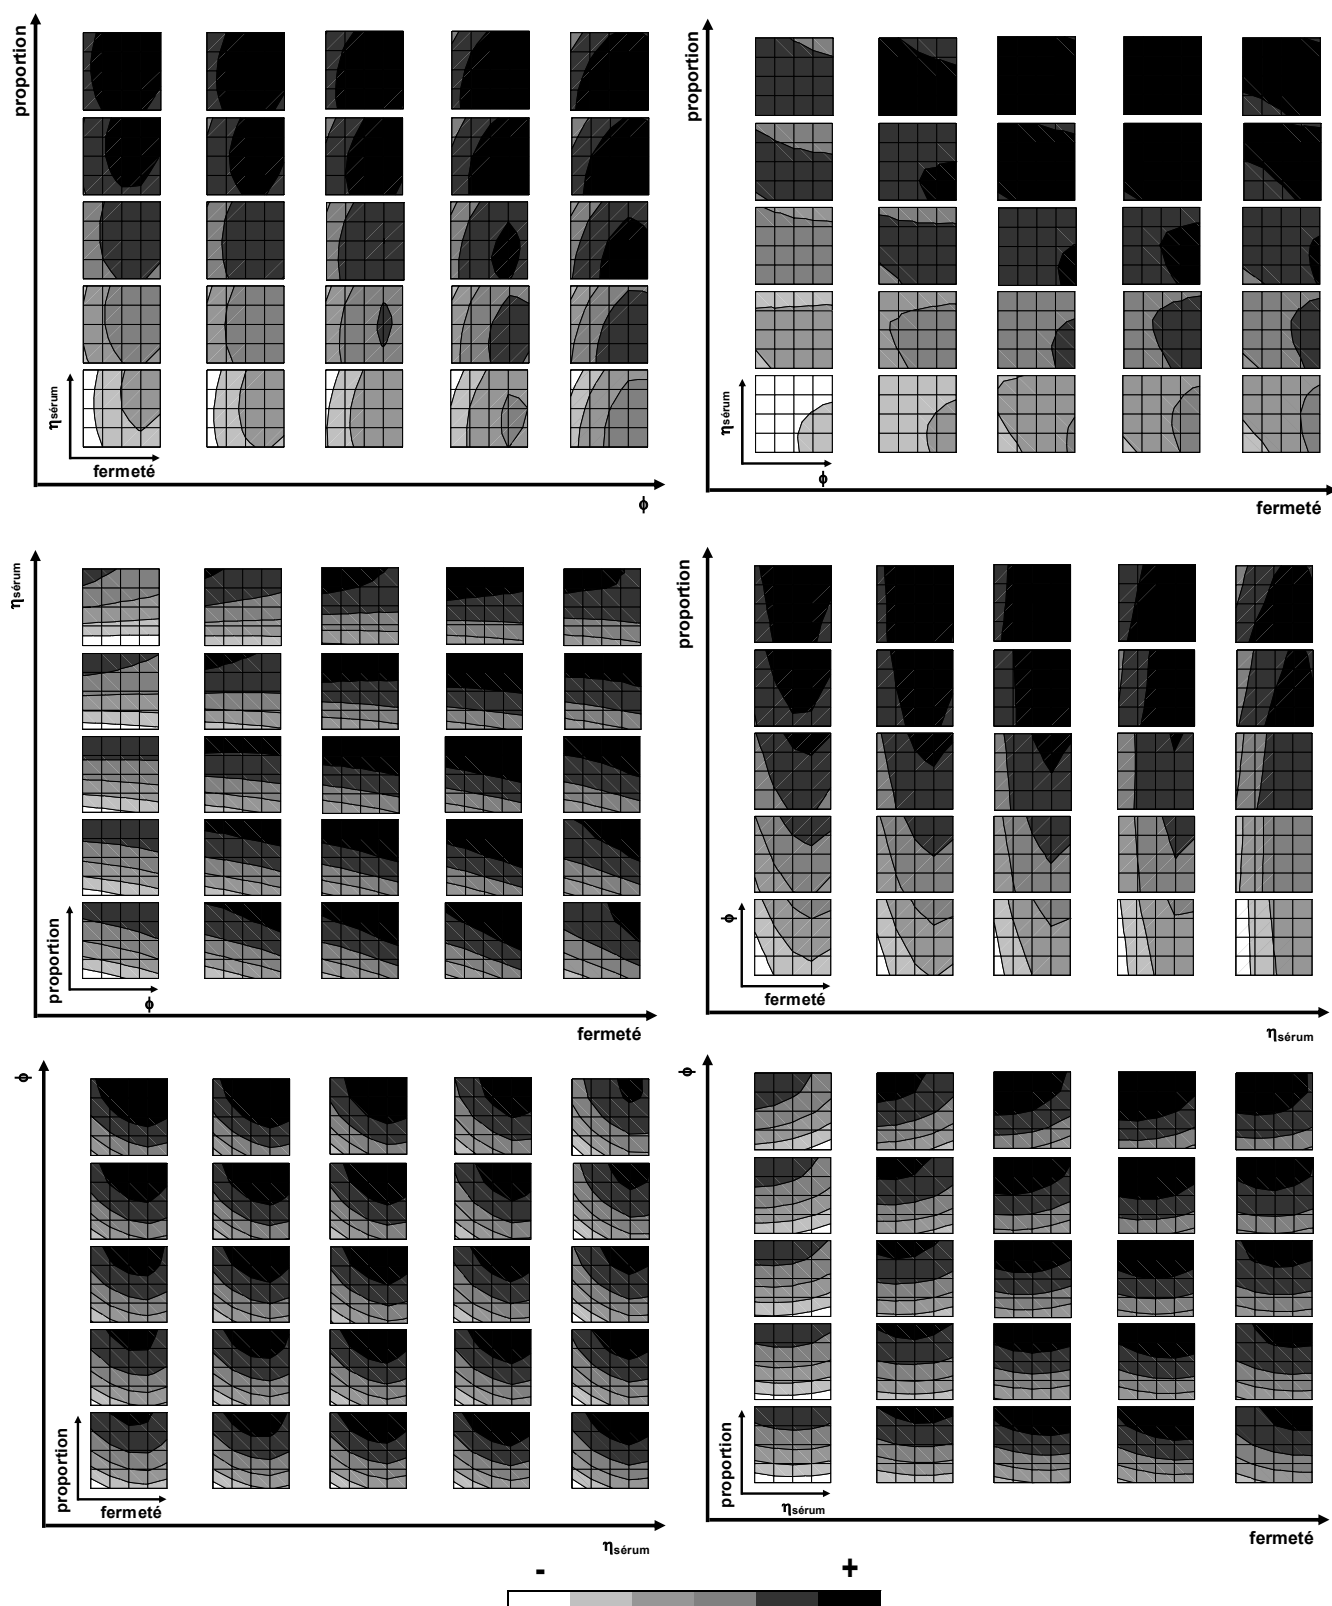 proportion
ηsérum
fermeté
ϕ
proportion
ηsérum
ϕ
fermeté
ηsérum
proportion
ϕ
fermeté
proportion
ϕ
fermeté
ηsérum
ϕ
proportion
fermeté
ηsérum
ϕ
proportion
ηsérum
fermeté
- +